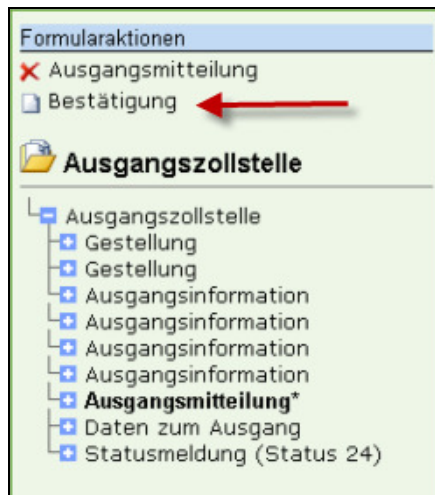 Formularaktionen
Ausgangsmitteilung
Bestätigung
Ausgangszollstelle
Ausgangszollstelle
Gestellung
Gestellung
Ausgangsinformation
Ausgangsinformation
Ausgangsinformation
Ausgangsinformation
Ausgangsmitteilung*
Daten zum Ausgang
Statusmeldung (Status 24)